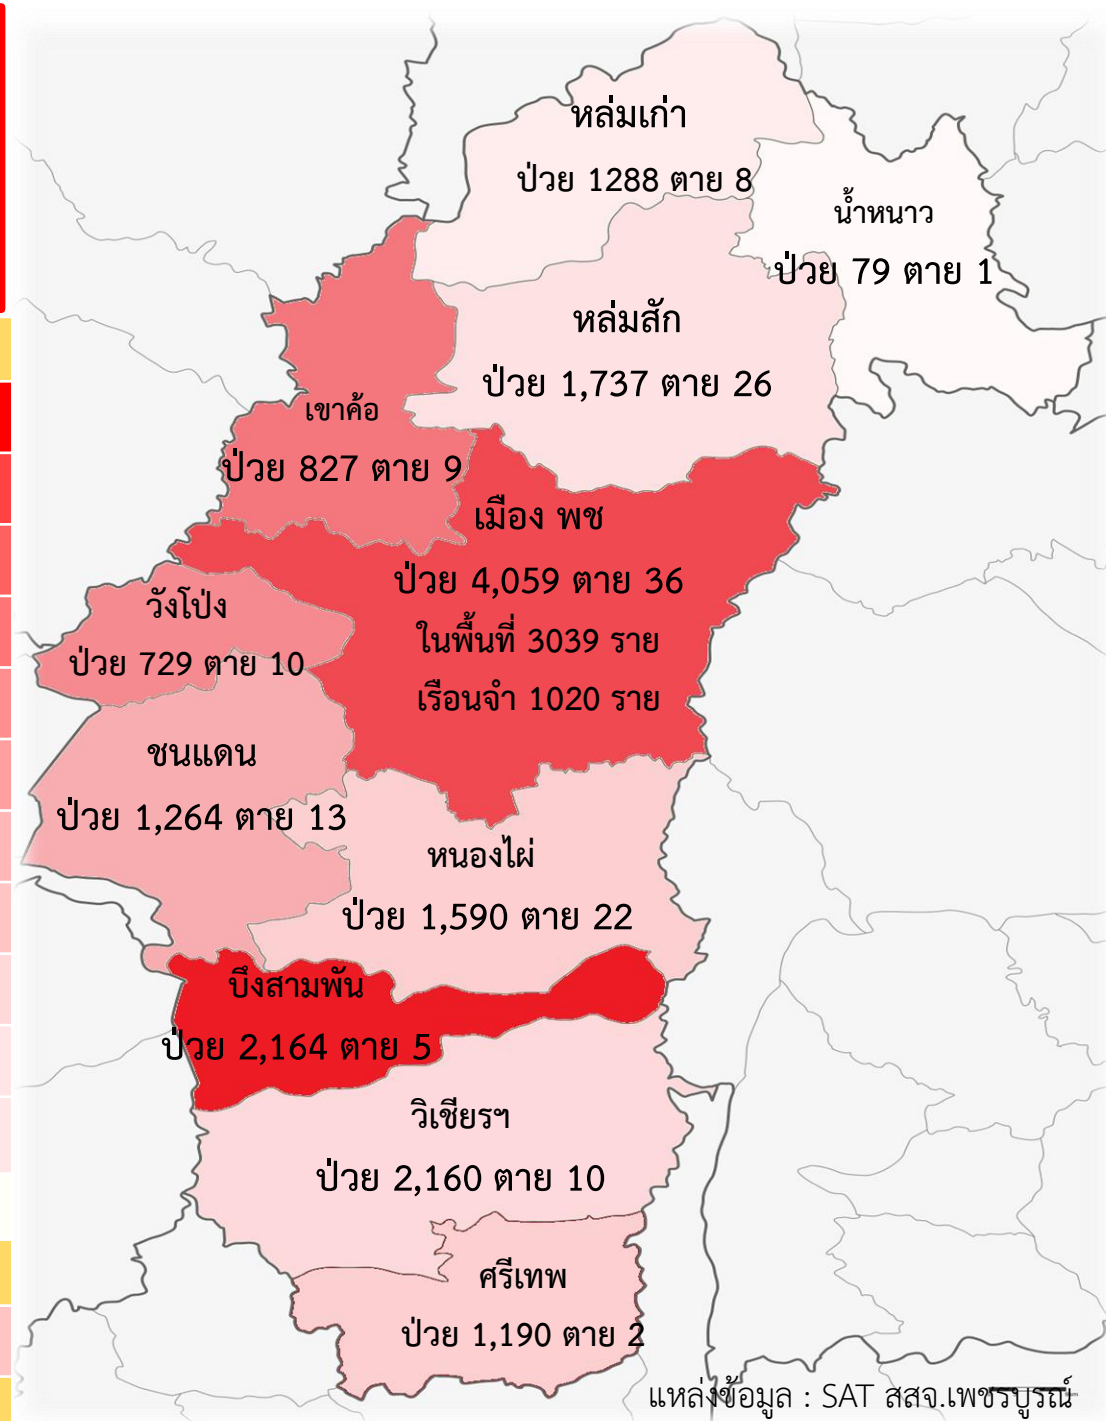 หล่มเก่า
ป่วย 1288 ตาย 8
น้ำหนาว
ป่วย 79 ตาย 1
หล่มสัก
ป่วย 1,737 ตาย 26
เขาค้อ
ป่วย 827 ตาย 9
เมือง พช
ป่วย 4,059 ตาย 36
ในพื้นที่ 3039 ราย
เรือนจำ 1020 ราย
วังโป่ง
ป่วย 729 ตาย 10
ชนแดน
ป่วย 1,264 ตาย 13
หนองไผ่
ป่วย 1,590 ตาย 22
บึงสามพัน
ป่วย 2,164 ตาย 5
วิเชียรฯ
ป่วย 2,160 ตาย 10
ศรีเทพ
ป่วย 1,190 ตาย 2
แหล่งข้อมูล : SAT สสจ.เพชรบูรณ์